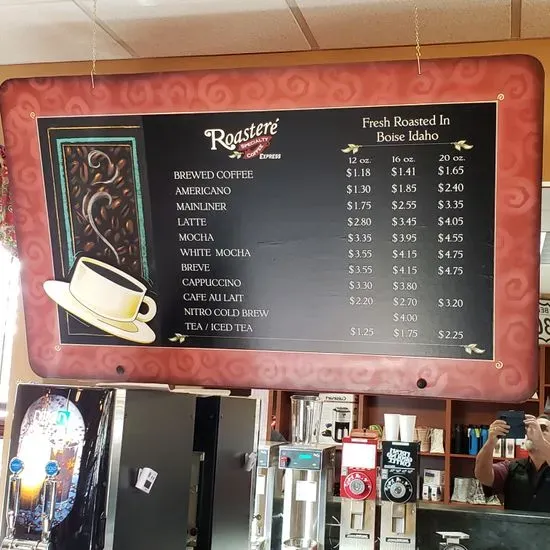 Roasteré
SPECIALTY
COFFEE
EXPRESS
Fresh Roasted In
Boise Idaho
12 oz. 16 oz. 20 oz.
BREWED COFFEE $1.18 $1.41 $1.65
AMERICANO $1.30 $1.85 $2.40
MAINLINER $1.75 $2.55 $3.35
LATTE $2.80 $3.45 $4.05
MOCHA $3.35 $3.95 $4.55
WHITE MOCHA $3.55 $4.15 $4.75
BREVE $3.55 $4.15 $4.75
CAPPUCCINO $3.30 $3.80
CAFE AU LAIT $2.20 $2.70 $3.20
NITRO COLD BREW $4.00
TEA / ICED TEA $1.25 $1.75 $2.25